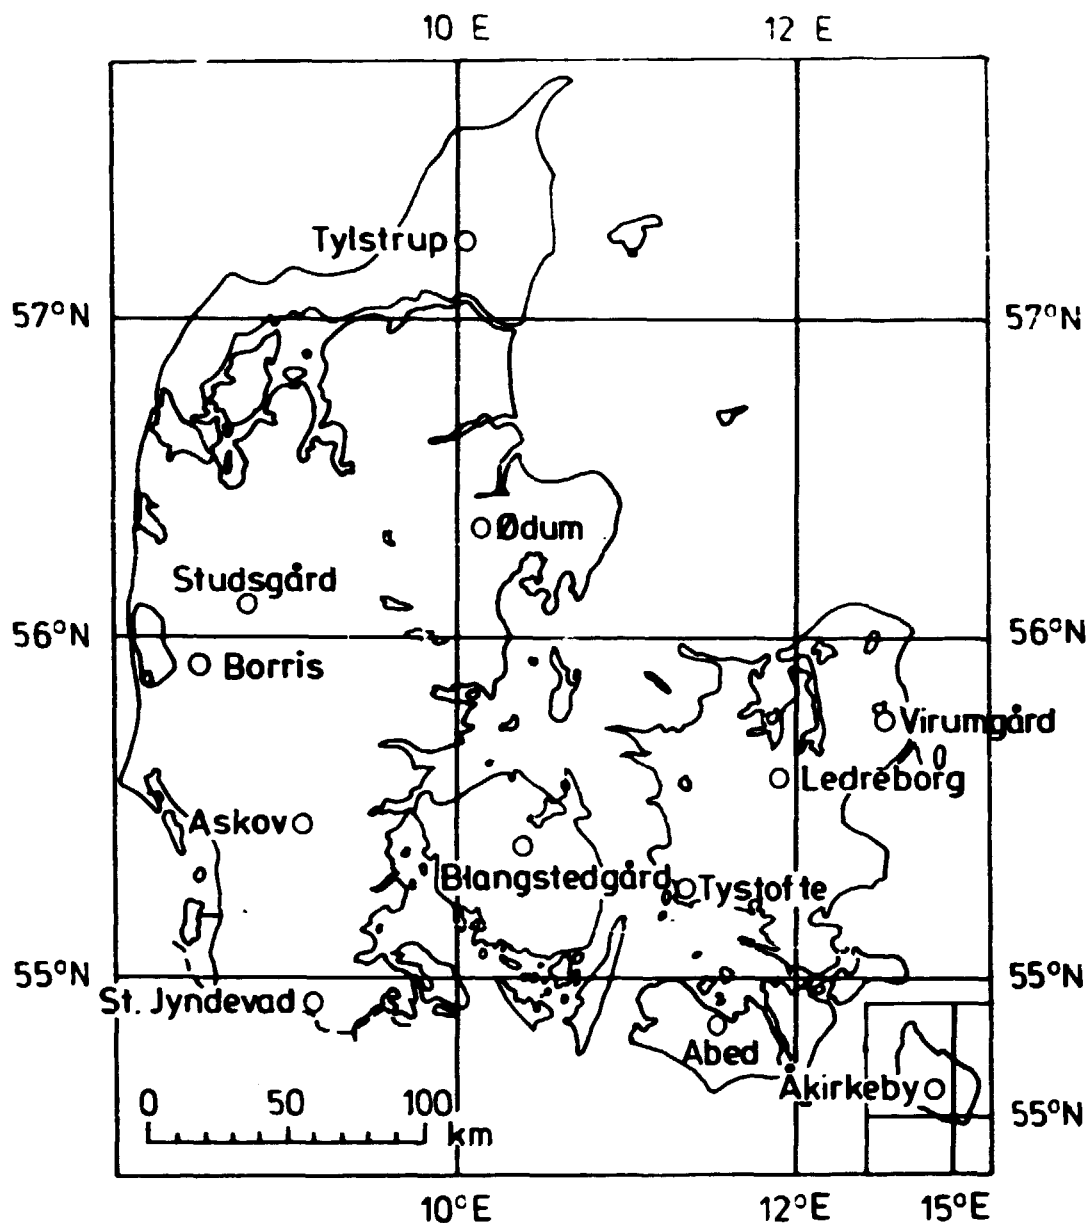 10 E 12 E
Tylstrup
57°N 57°N
Ødum
Studsgård
56°N 56°N
Borris
Virumgård
Ledreborg
Askov
Blangstedgård
Tystofte
55°N 55°N
St. Jyndevad
Abed
Åkirkeby
0 50 100
km
55°N
10°E 12°E 15°E